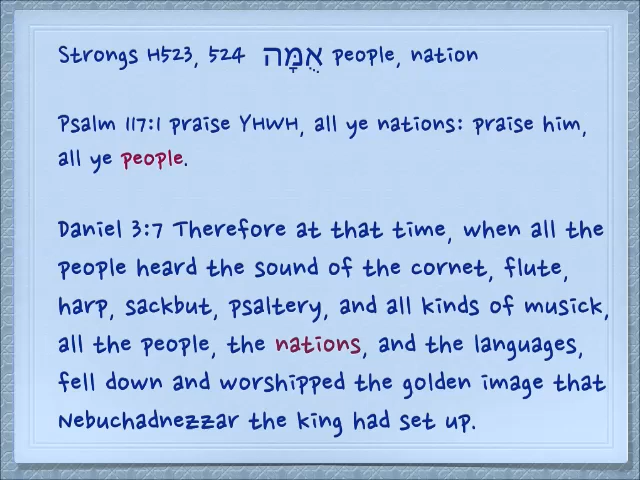 Strongs H523, 524 אֻמָּה people, nation
Psalm 117:1 praise YHWH, all ye nations: praise him,
all ye people.
Daniel 3:7 Therefore at that time, when all the
people heard the sound of the cornet, flute,
harp, sackbut, psaltery, and all kinds of musick,
all the people, the nations, and the languages,
fell down and worshipped the golden image that
Nebuchadnezzar the king had set up.